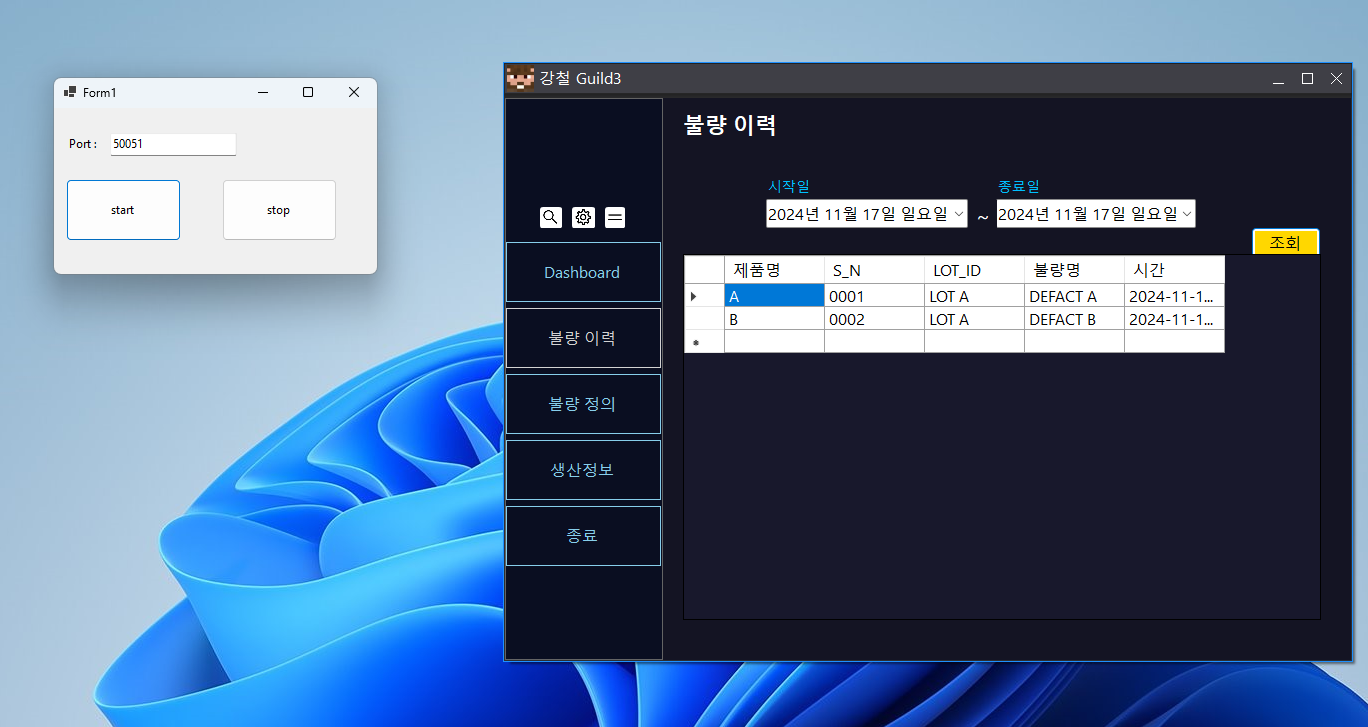 Form1
Port :
50051
start
stop
강철 Guild3
Dashboard
불량 이력
불량 정의
생산정보
종료
불량 이력
시작일
종료일
2024년 11월 17일 일요일 ~ 2024년 11월 17일 일요일
조회
제품명 S_N LOT_ID 불량명 시간
A 0001 LOT A DEFACT A 2024-11-1...
B 0002 LOT A DEFACT B 2024-11-1...